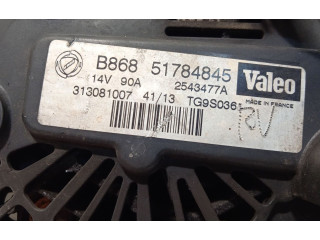 B868 51784845 Valeo
14V 90A 2543477A
313081007 41/13 TG9S036
MADE IN FRANCE